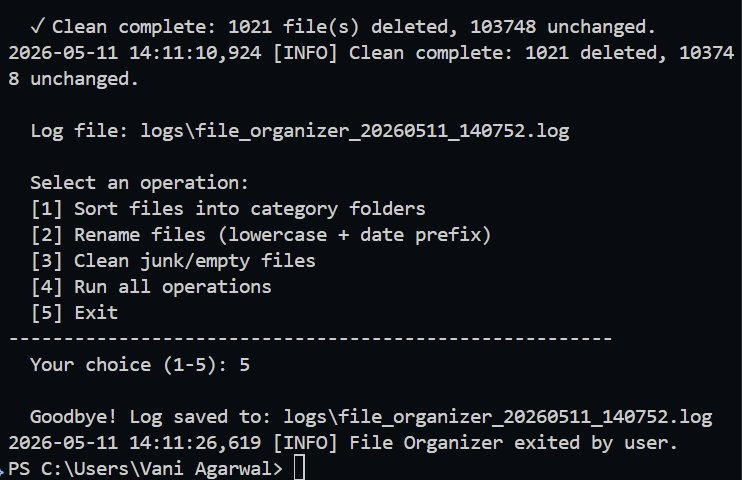 ✓ Clean complete: 1021 file(s) deleted, 103748 unchanged.
2026-05-11 14:11:10,924 [INFO] Clean complete: 1021 deleted, 10374
8 unchanged.
Log file: logs\file_organizer_20260511_140752.log
Select an operation:
[1] Sort files into category folders
[2] Rename files (lowercase + date prefix)
[3] Clean junk/empty files
[4] Run all operations
[5] Exit
-------------------------------------------------------
Your choice (1-5): 5
Goodbye! Log saved to: logs\file_organizer_20260511_140752.log
2026-05-11 14:11:26,619 [INFO] File Organizer exited by user.
PS C:\Users\Vani Agarwal>